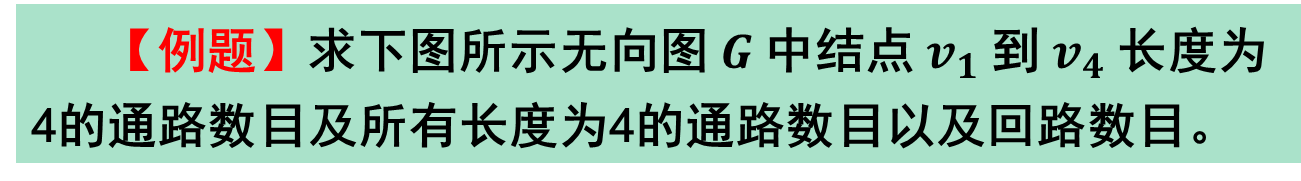 【例题】求下图所示无向图 G 中结点 v₁ 到 v₄ 长度为
4的通路数目及所有长度为4的通路数目以及回路数目。